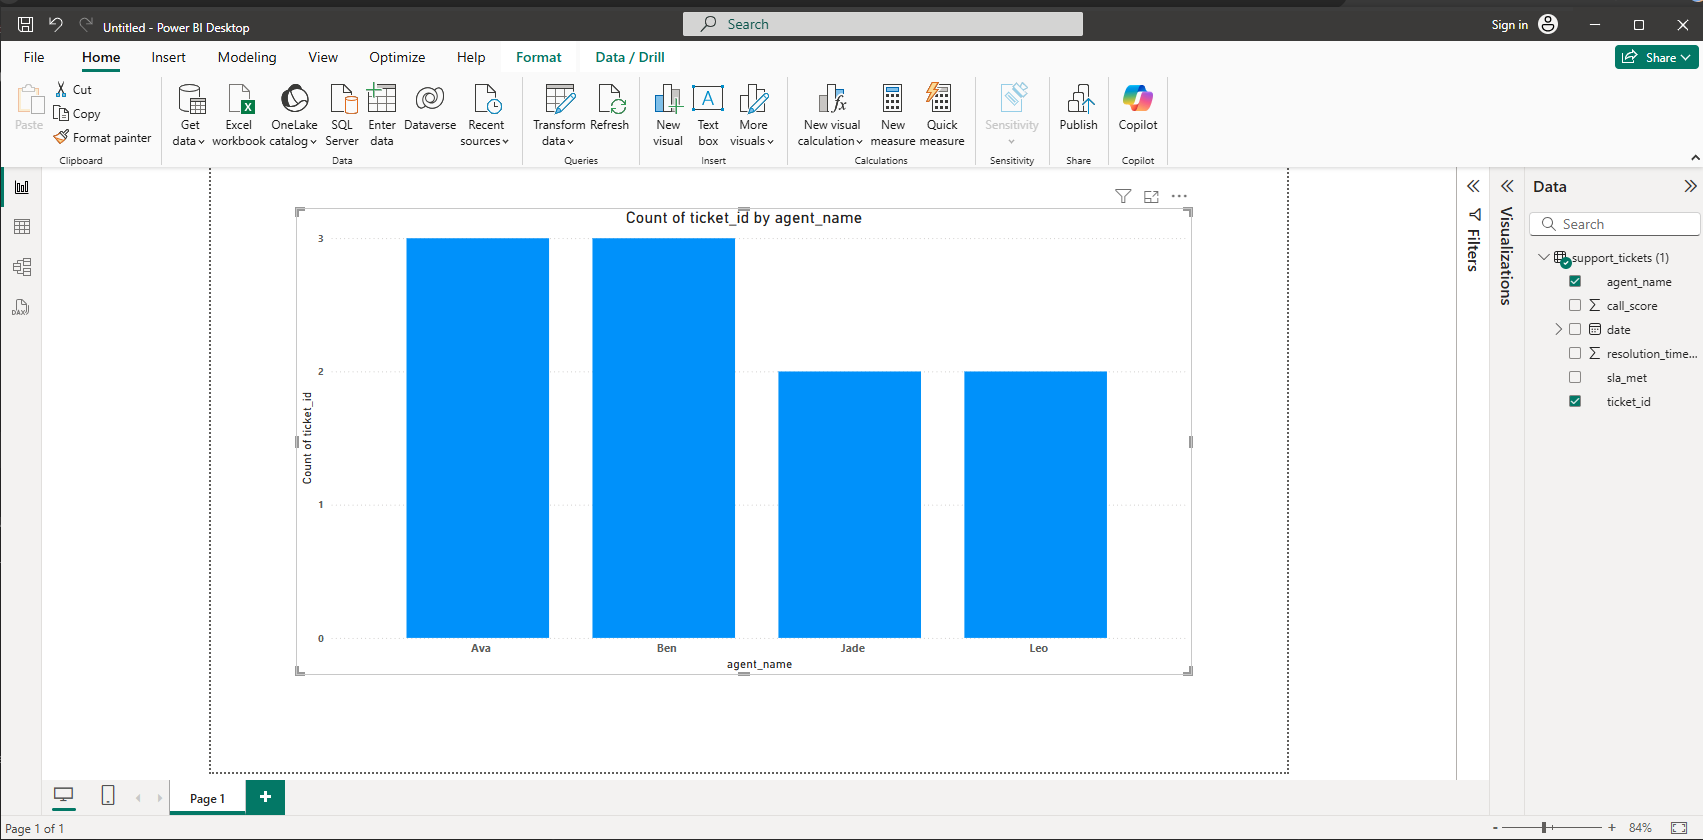 Untitled - Power BI Desktop
Search
Sign in
File Home Insert Modeling View Optimize Help Format Data / Drill
Share
Paste
Cut
Copy
Format painter
Clipboard
Get data
Excel workbook
OneLake catalog
SQL Server
Enter data
Dataverse
Recent sources
Data
Transform data
Refresh
Queries
New visual
Text box
More visuals
Insert
New visual calculation
New measure
Quick measure
Calculations
Sensitivity
Sensitivity
Publish
Share
Copilot
Copilot
DAX
Count of ticket_id by agent_name
3
2
1
0
Count of ticket_id
Ava Ben Jade Leo
agent_name
Filters
Visualizations
Data
Search
support_tickets (1)
agent_name
call_score
date
resolution_time...
sla_met
ticket_id
Page 1
Page 1 of 1
- + 84%